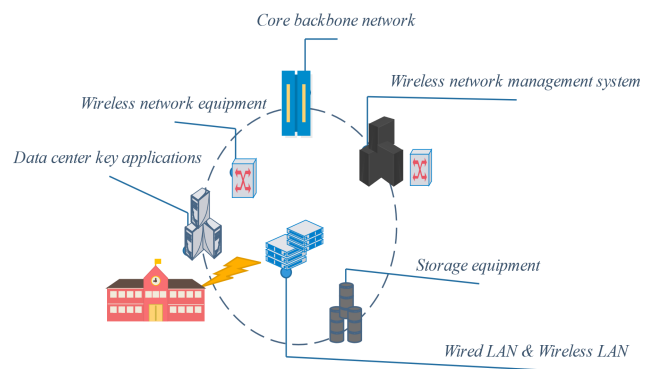 Core backbone network
Wireless network management system
Wireless network equipment
Data center key applications
Storage equipment
Wired LAN & Wireless LAN